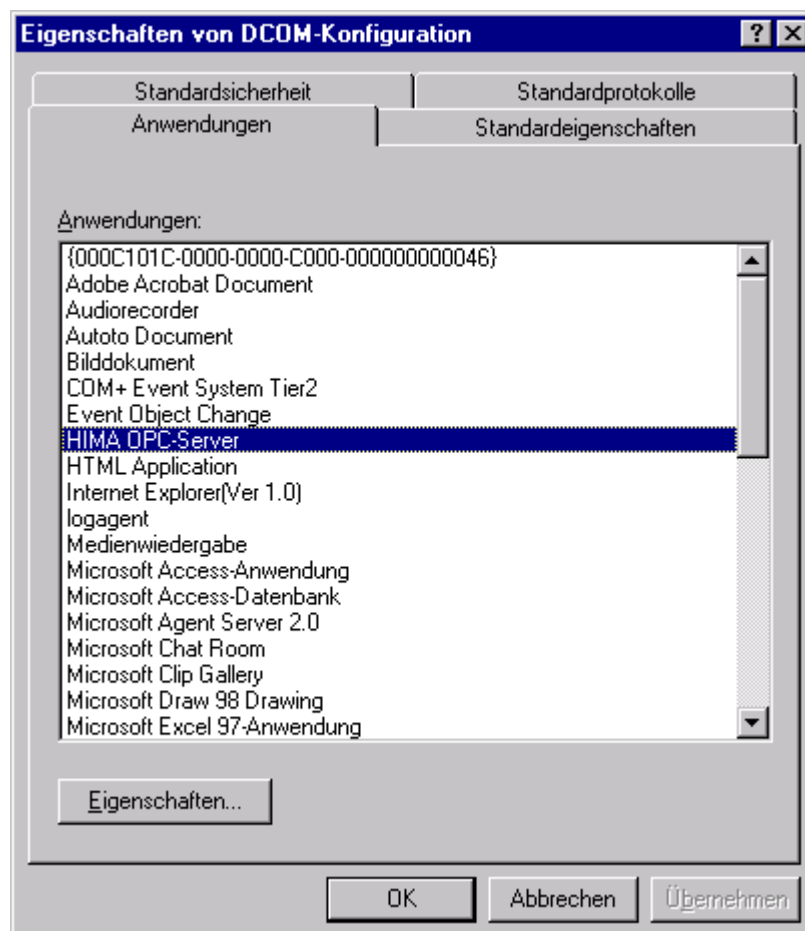 Eigenschaften von DCOM-Konfiguration
Standardsicherheit
Standardprotokolle
Anwendungen
Standardeigenschaften
Anwendungen:
{000C101C-0000-0000-C000-000000000046}
Adobe Acrobat Document
Audiorecorder
Autoto Document
Bilddokument
COM+ Event System Tier2
Event Object Change
HIMA OPC-Server
HTML Application
Internet Explorer(Ver 1.0)
logagent
Medienwiedergabe
Microsoft Access-Anwendung
Microsoft Access-Datenbank
Microsoft Agent Server 2.0
Microsoft Chat Room
Microsoft Clip Gallery
Microsoft Draw 98 Drawing
Microsoft Excel 97-Anwendung
Eigenschaften...
OK
Abbrechen
Übernehmen